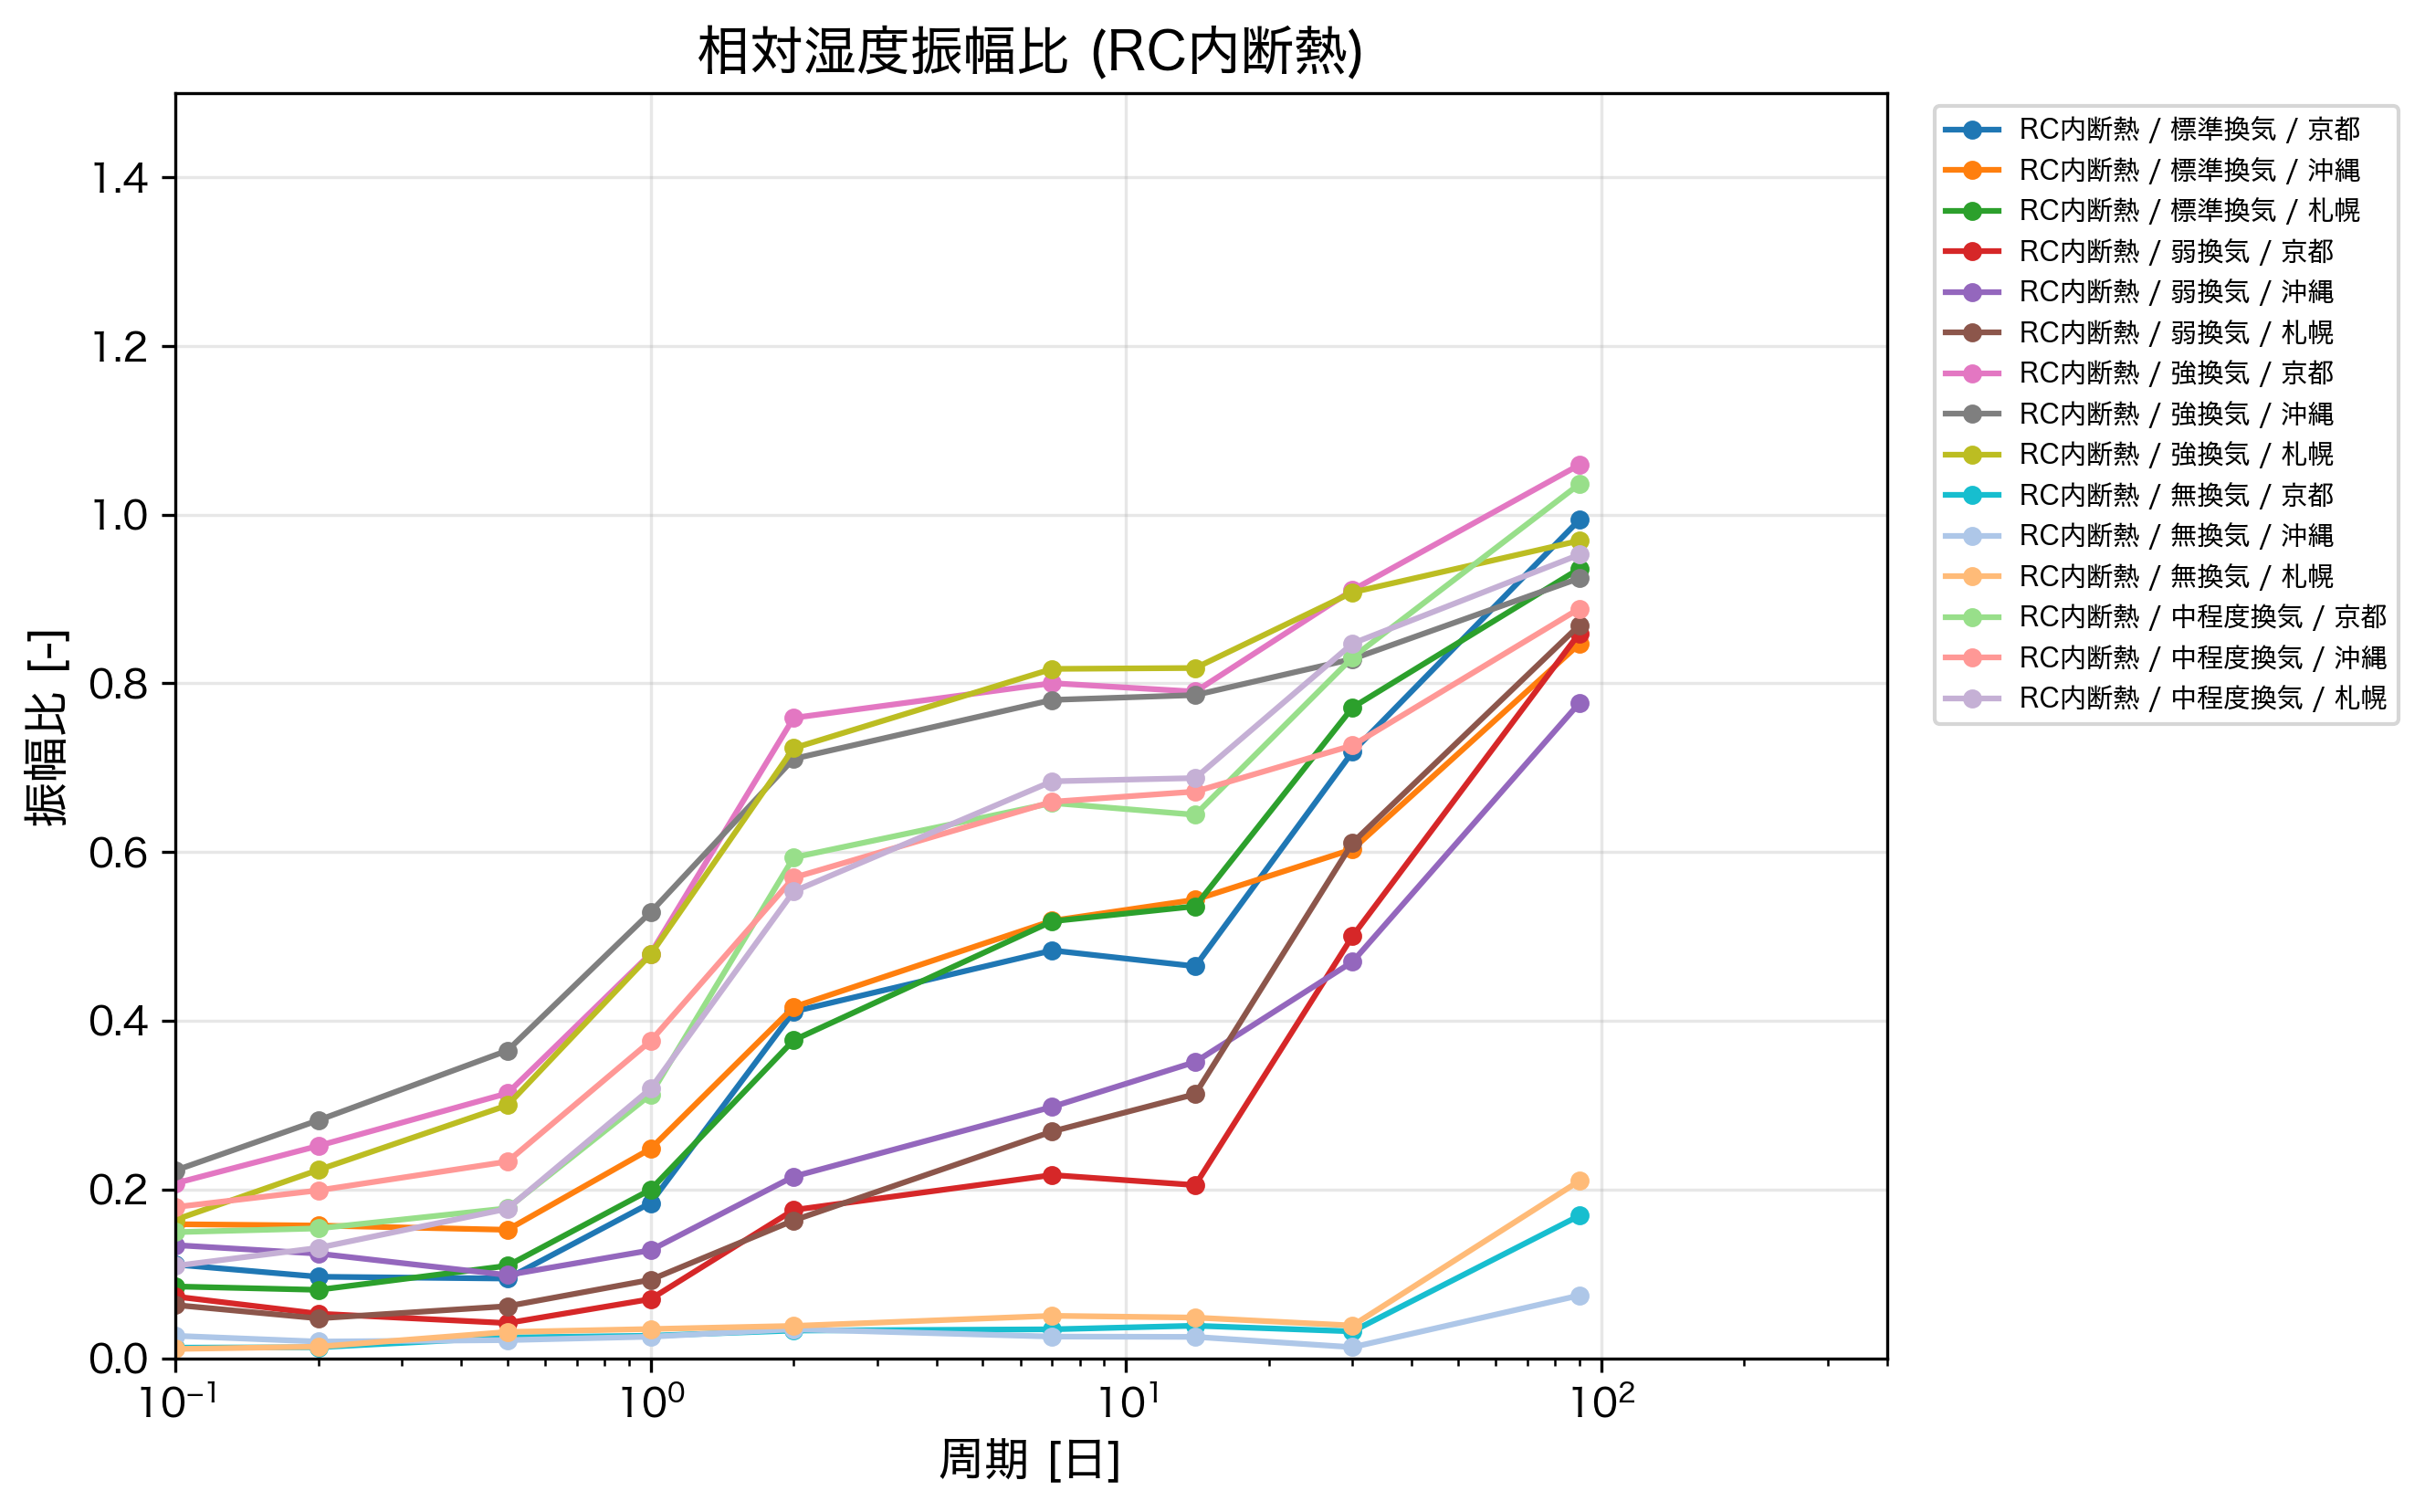 相対湿度振幅比 (RC内断熱)
振幅比 [-]
1.4
1.2
1.0
0.8
0.6
0.4
0.2
0.0
10⁻¹ 10⁰ 10¹ 10²
周期 [日]
RC内断熱 / 標準換気 / 京都
RC内断熱 / 標準換気 / 沖縄
RC内断熱 / 標準換気 / 札幌
RC内断熱 / 弱換気 / 京都
RC内断熱 / 弱換気 / 沖縄
RC内断熱 / 弱換気 / 札幌
RC内断熱 / 強換気 / 京都
RC内断熱 / 強換気 / 沖縄
RC内断熱 / 強換気 / 札幌
RC内断熱 / 無換気 / 京都
RC内断熱 / 無換気 / 沖縄
RC内断熱 / 無換気 / 札幌
RC内断熱 / 中程度換気 / 京都
RC内断熱 / 中程度換気 / 沖縄
RC内断熱 / 中程度換気 / 札幌